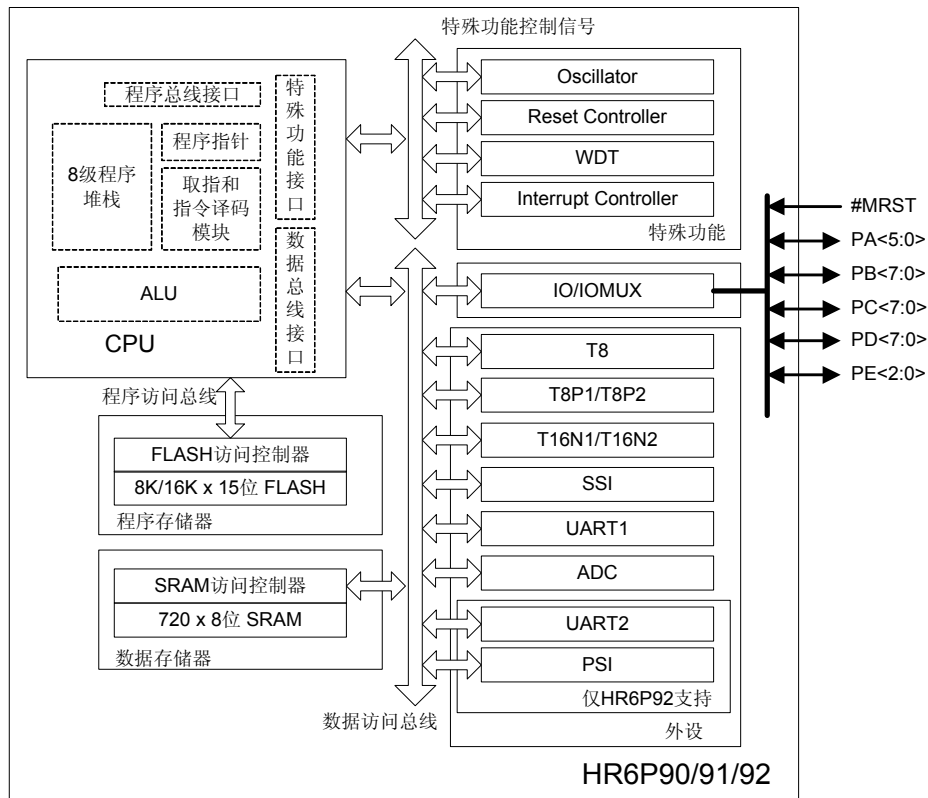 特殊功能控制信号
程序总线接口
特殊功能接口
8级程序
堆栈
程序指针
取指和
指令译码
模块
ALU
数据总线接口
CPU
程序访问总线
FLASH访问控制器
8K/16K x 15位 FLASH
程序存储器
SRAM访问控制器
720 x 8位 SRAM
数据存储器
数据访问总线
Oscillator
Reset Controller
WDT
Interrupt Controller
特殊功能
IO/IOMUX
T8
T8P1/T8P2
T16N1/T16N2
SSI
UART1
ADC
UART2
PSI
仅HR6P92支持
外设
#MRST
PA<5:0>
PB<7:0>
PC<7:0>
PD<7:0>
PE<2:0>
HR6P90/91/92